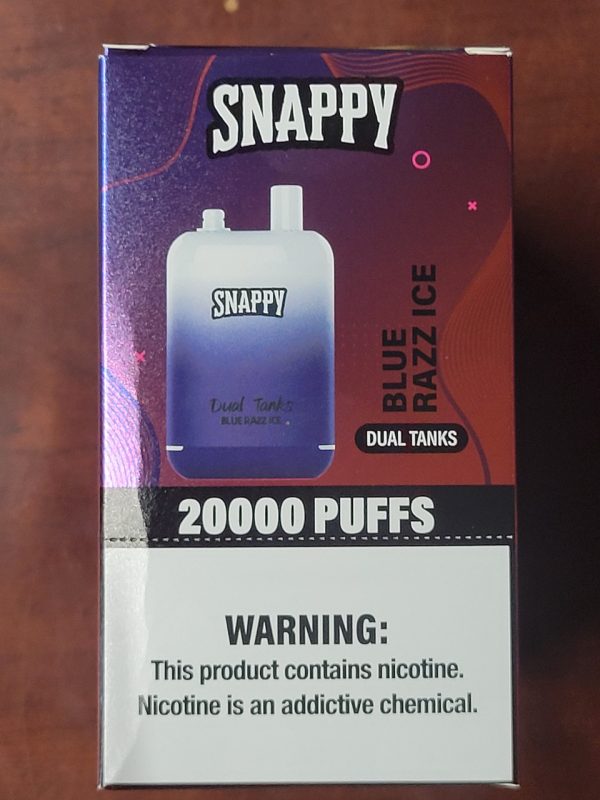 SNAPPY
SNAPPY
Dual Tanks
BLUE RAZZ ICE
BLUE
RAZZ ICE
DUAL TANKS
20000 PUFFS
WARNING:
This product contains nicotine.
Nicotine is an addictive chemical.